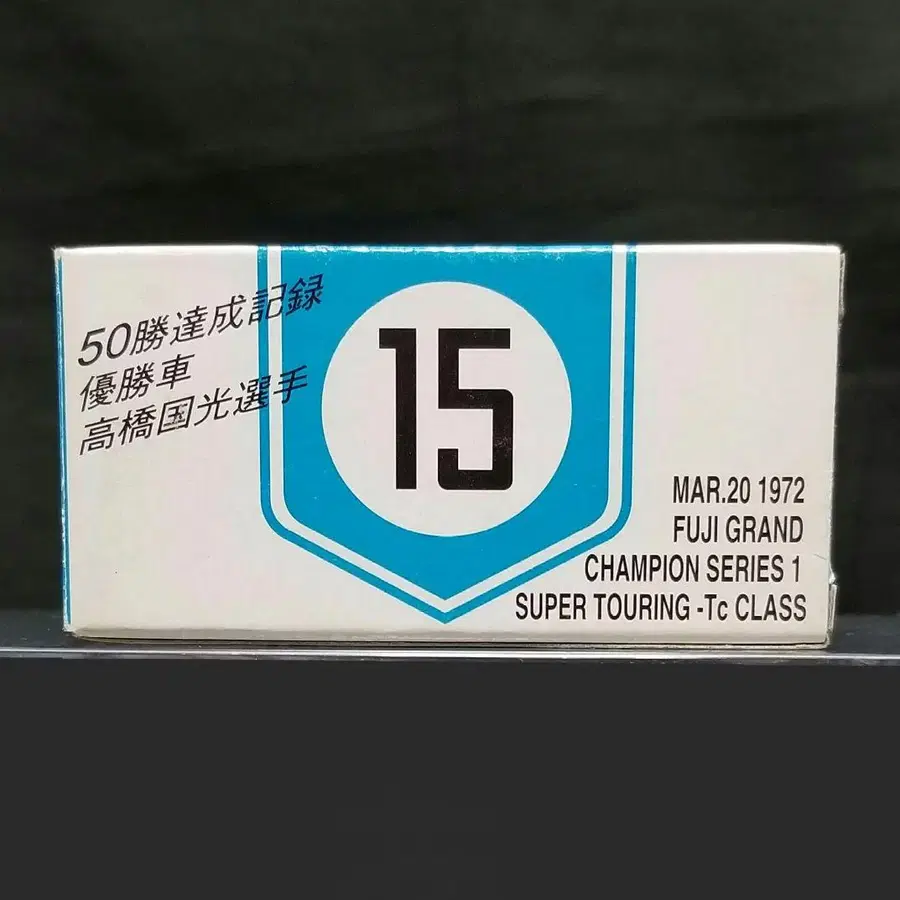 50勝達成記録
優勝車
高橋国光選手
15
MAR.20 1972
FUJI GRAND
CHAMPION SERIES 1
SUPER TOURING -Tc CLASS